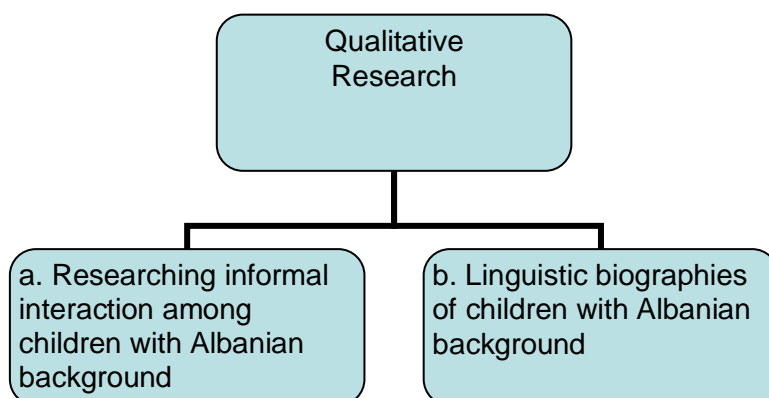 Qualitative
Research
a. Researching informal
interaction among
children with Albanian
background
b. Linguistic biographies
of children with Albanian
background